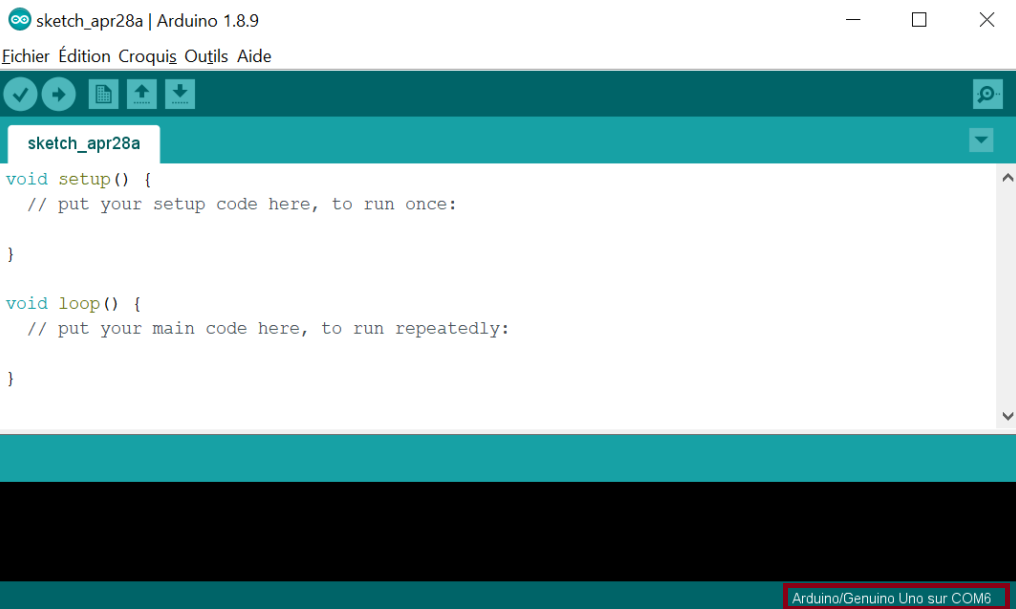 sketch_apr28a | Arduino 1.8.9
Fichier Édition Croquis Outils Aide
sketch_apr28a
void setup() {
  // put your setup code here, to run once:
}
void loop() {
  // put your main code here, to run repeatedly:
}
Arduino/Genuino Uno sur COM6